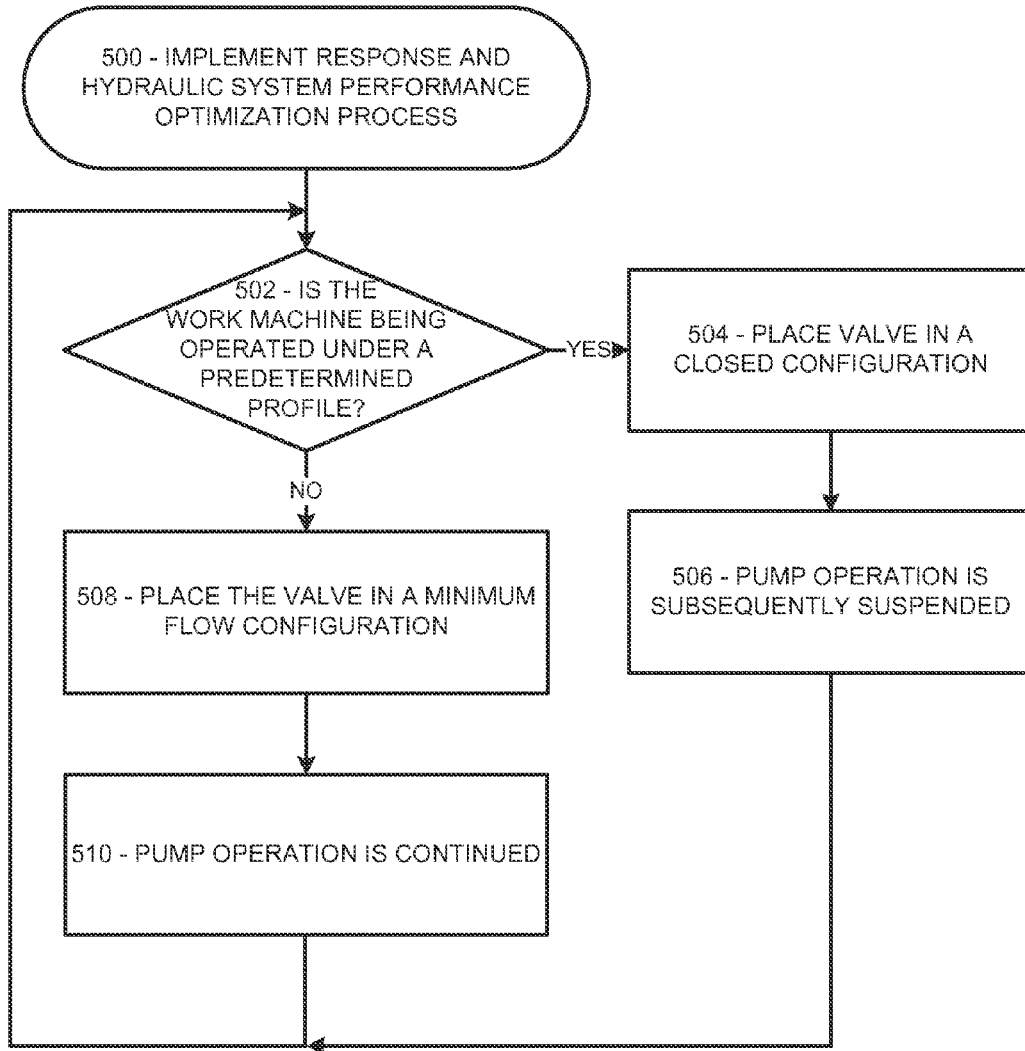 500 - IMPLEMENT RESPONSE AND
HYDRAULIC SYSTEM PERFORMANCE
OPTIMIZATION PROCESS
502 - IS THE
WORK MACHINE BEING
OPERATED UNDER A
PREDETERMINED
PROFILE?
YES
504 - PLACE VALVE IN A
CLOSED CONFIGURATION
NO
506 - PUMP OPERATION IS
SUBSEQUENTLY SUSPENDED
508 - PLACE THE VALVE IN A MINIMUM
FLOW CONFIGURATION
510 - PUMP OPERATION IS CONTINUED